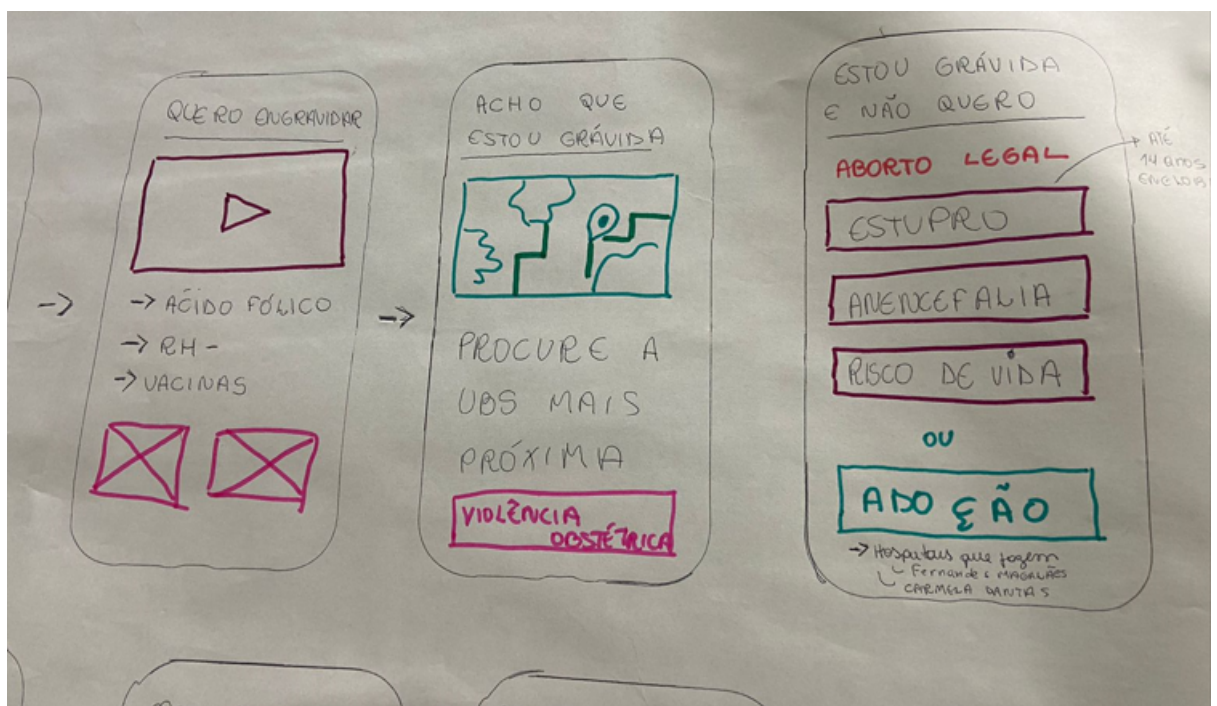 QUERO ENGRAVIDAR
-> ÁCIDO FÓLICO
-> RH -
-> VACINAS
ACHO QUE
ESTOU GRÁVIDA
PROCURE A
UBS MAIS
PRÓXIMA
VIOLÊNCIA
OBSTÉTRICA
ESTOU GRÁVIDA
E NÃO QUERO
ABORTO LEGAL
ATÉ
14 anos
ESTUPRO
ANENCEFALIA
RISCO DE VIDA
OU
ADOÇÃO
-> Hospitais que fazem
MAGALHÃES
CARMELA DANTAS